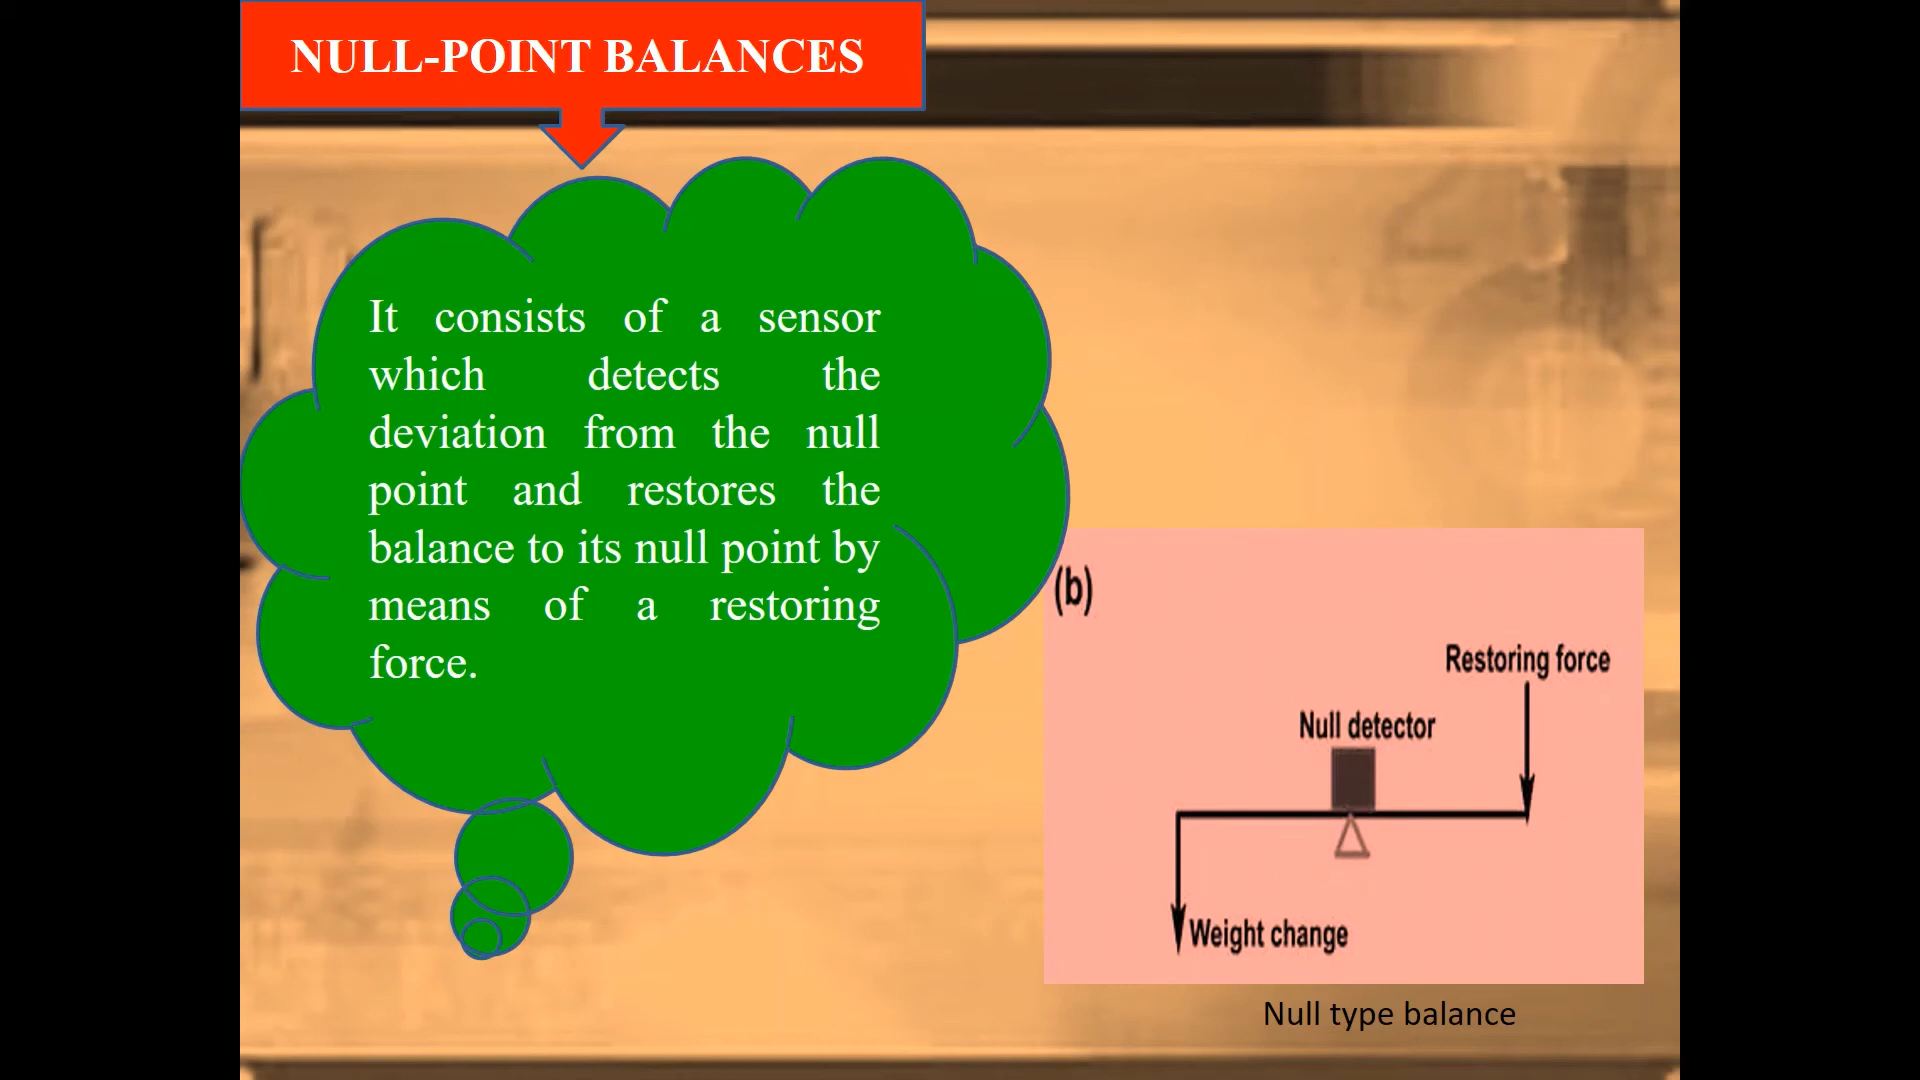 NULL-POINT BALANCES
It consists of a sensor
which detects the
deviation from the null
point and restores the
balance to its null point by
means of a restoring
force.
(b)
Restoring force
Null detector
Weight change
Null type balance